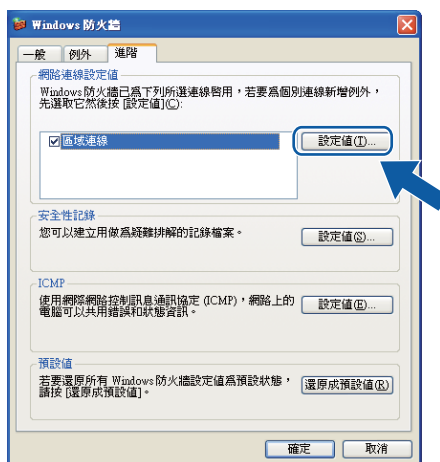 Windows 防火牆
一般
例外
進階
網路連線設定值
Windows 防火牆已為下列所選連線啓用，若要為個別連線新增例外，
先選取它然後按 [設定值](C):
區域連線
設定值(T)...
安全性記錄
您可以建立用做為疑難排解的記錄檔案。
設定值(S)...
ICMP
使用網際網路控制訊息通訊協定 (ICMP)，網路上的
電腦可以共用錯誤和狀態資訊。
設定值(E)...
預設值
若要還原所有 Windows 防火牆設定值為預設狀態，
請按 [還原成預設值]。
還原成預設值(R)
確定
取消